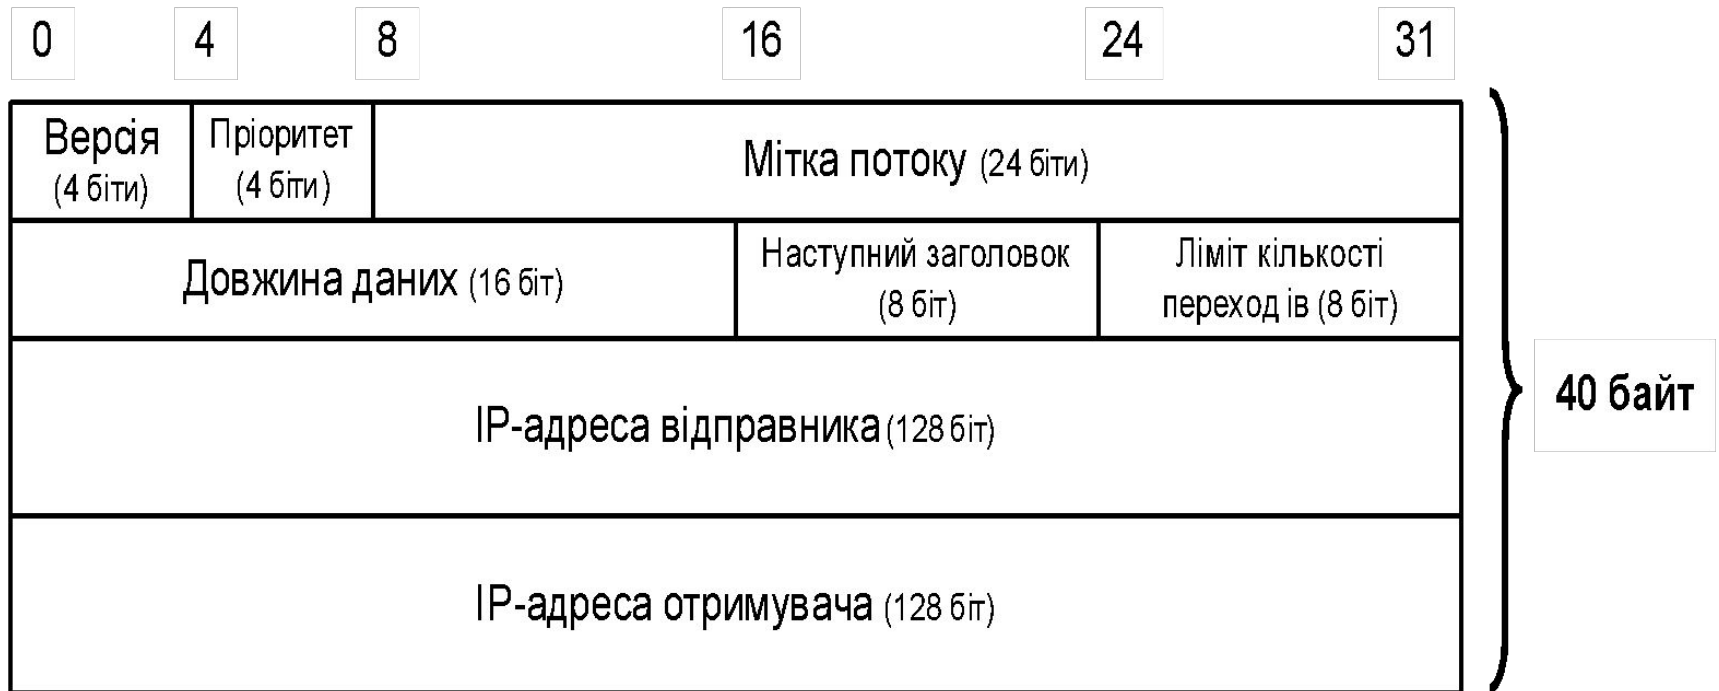 0 4 8 16 24 31
Версія
(4 біти)
Пріоритет
(4 біти)
Мітка потоку (24 біти)
Довжина даних (16 біт)
Наступний заголовок
(8 біт)
Ліміт кількості
переход ів (8 біт)
40 байт
IP-адреса відправника (128 біт)
IP-адреса отримувача (128 біт)